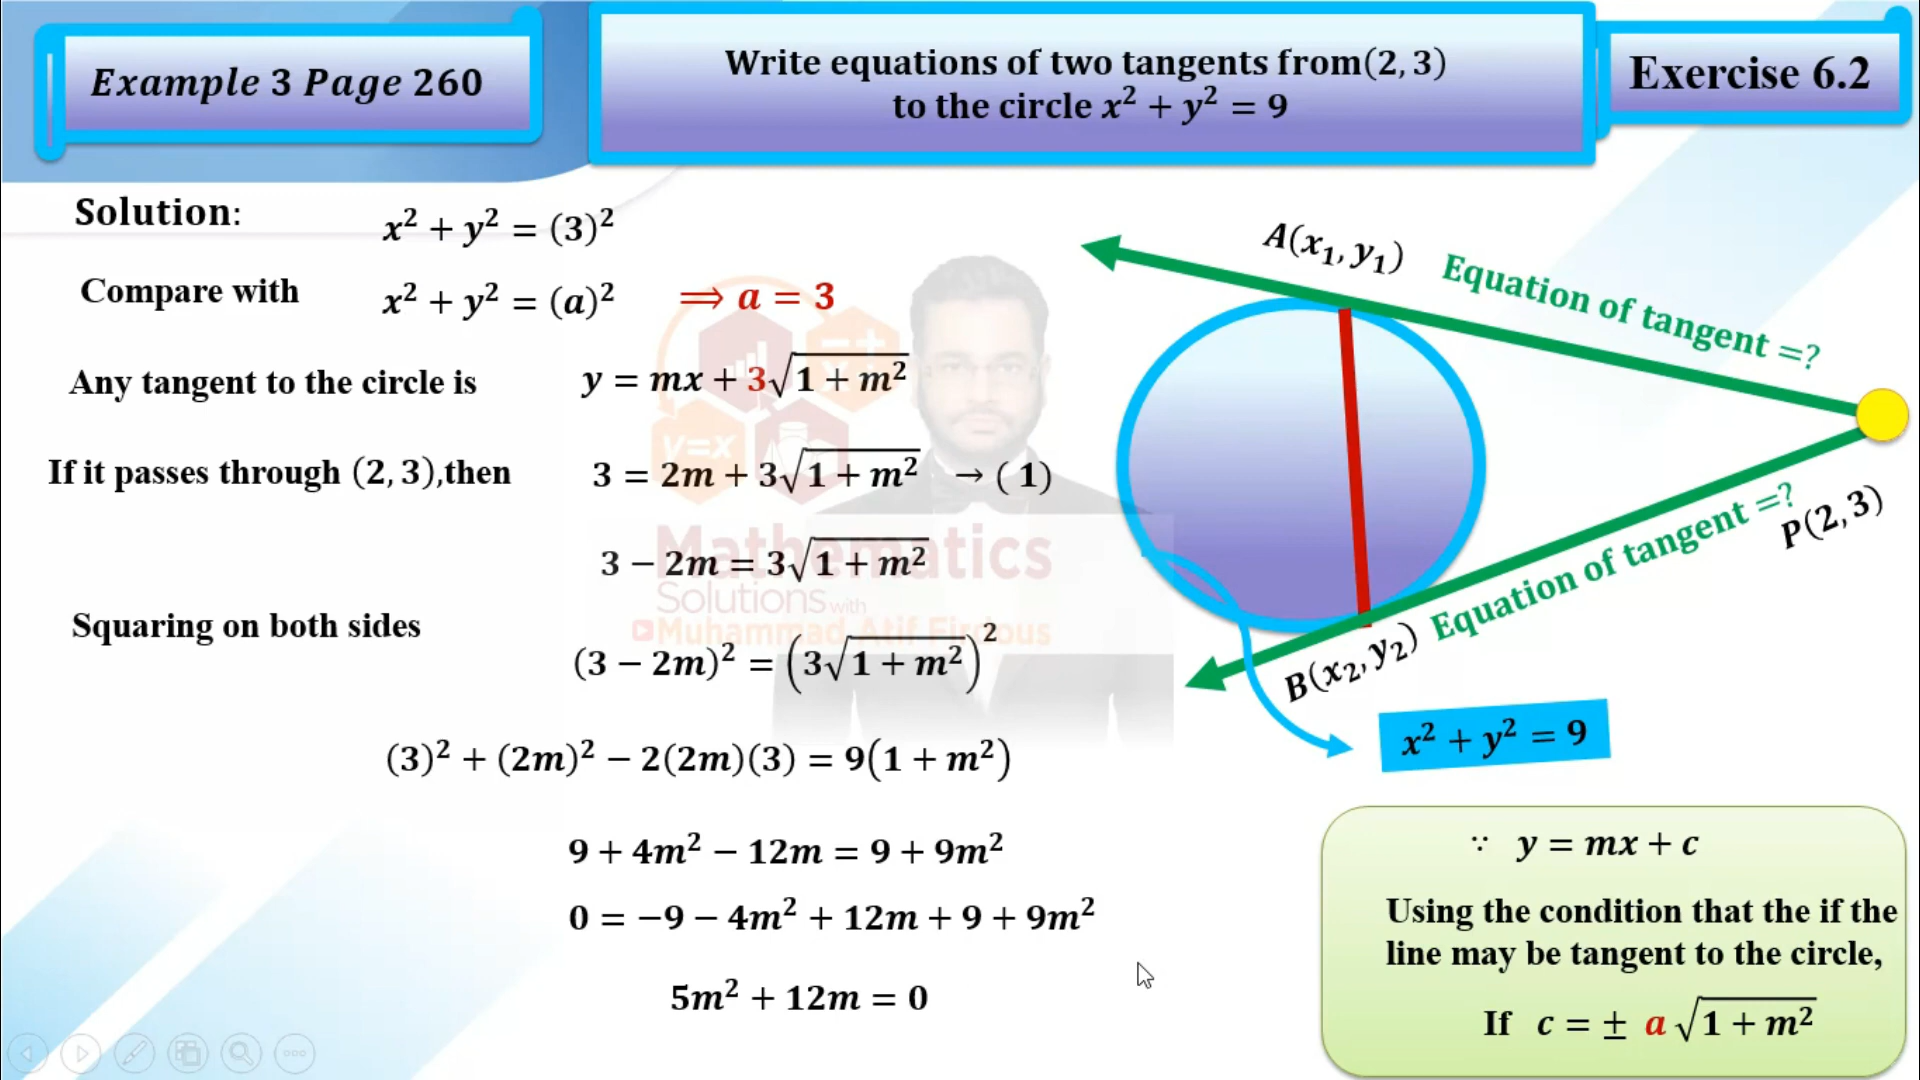 Example 3 Page 260
Write equations of two tangents from(2, 3)
to the circle x² + y² = 9
Exercise 6.2
Solution:
x² + y² = (3)²
Compare with
x² + y² = (a)²
⟹ a = 3
Any tangent to the circle is
y = mx + 3√(1 + m²)
If it passes through (2, 3),then
3 = 2m + 3√(1 + m²) → ( 1)
3 − 2m = 3√(1 + m²)
Squaring on both sides
(3 − 2m)² = (3√(1 + m²))²
(3)² + (2m)² − 2(2m)(3) = 9(1 + m²)
9 + 4m² − 12m = 9 + 9m²
0 = −9 − 4m² + 12m + 9 + 9m²
5m² + 12m = 0
y=x
Mathematics
Solutions with
Muhammad Atif Firdous
A(x₁, y₁)
Equation of tangent =?
P(2, 3)
Equation of tangent =?
B(x₂, y₂)
x² + y² = 9
∵ y = mx + c
Using the condition that the if the
line may be tangent to the circle,
If c = ± a√(1 + m²)